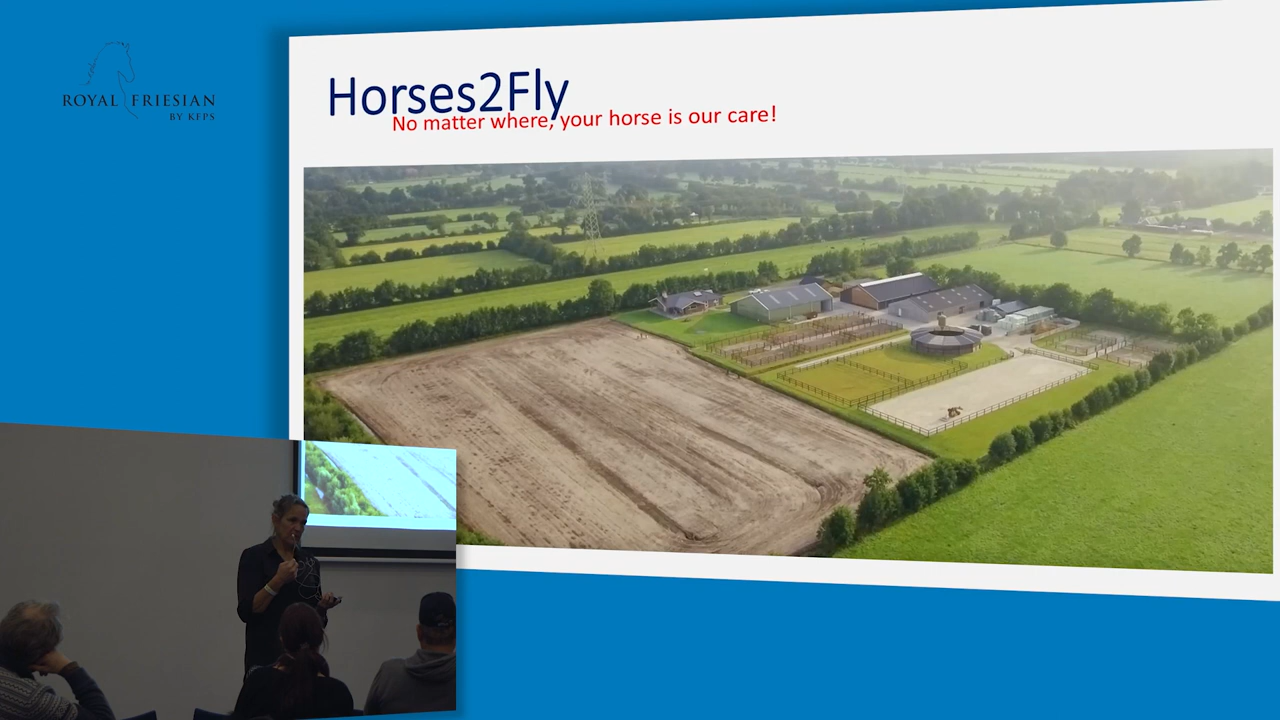 ROYAL FRIESIAN
BY KFPS
Horses2Fly
No matter where, your horse is our care!